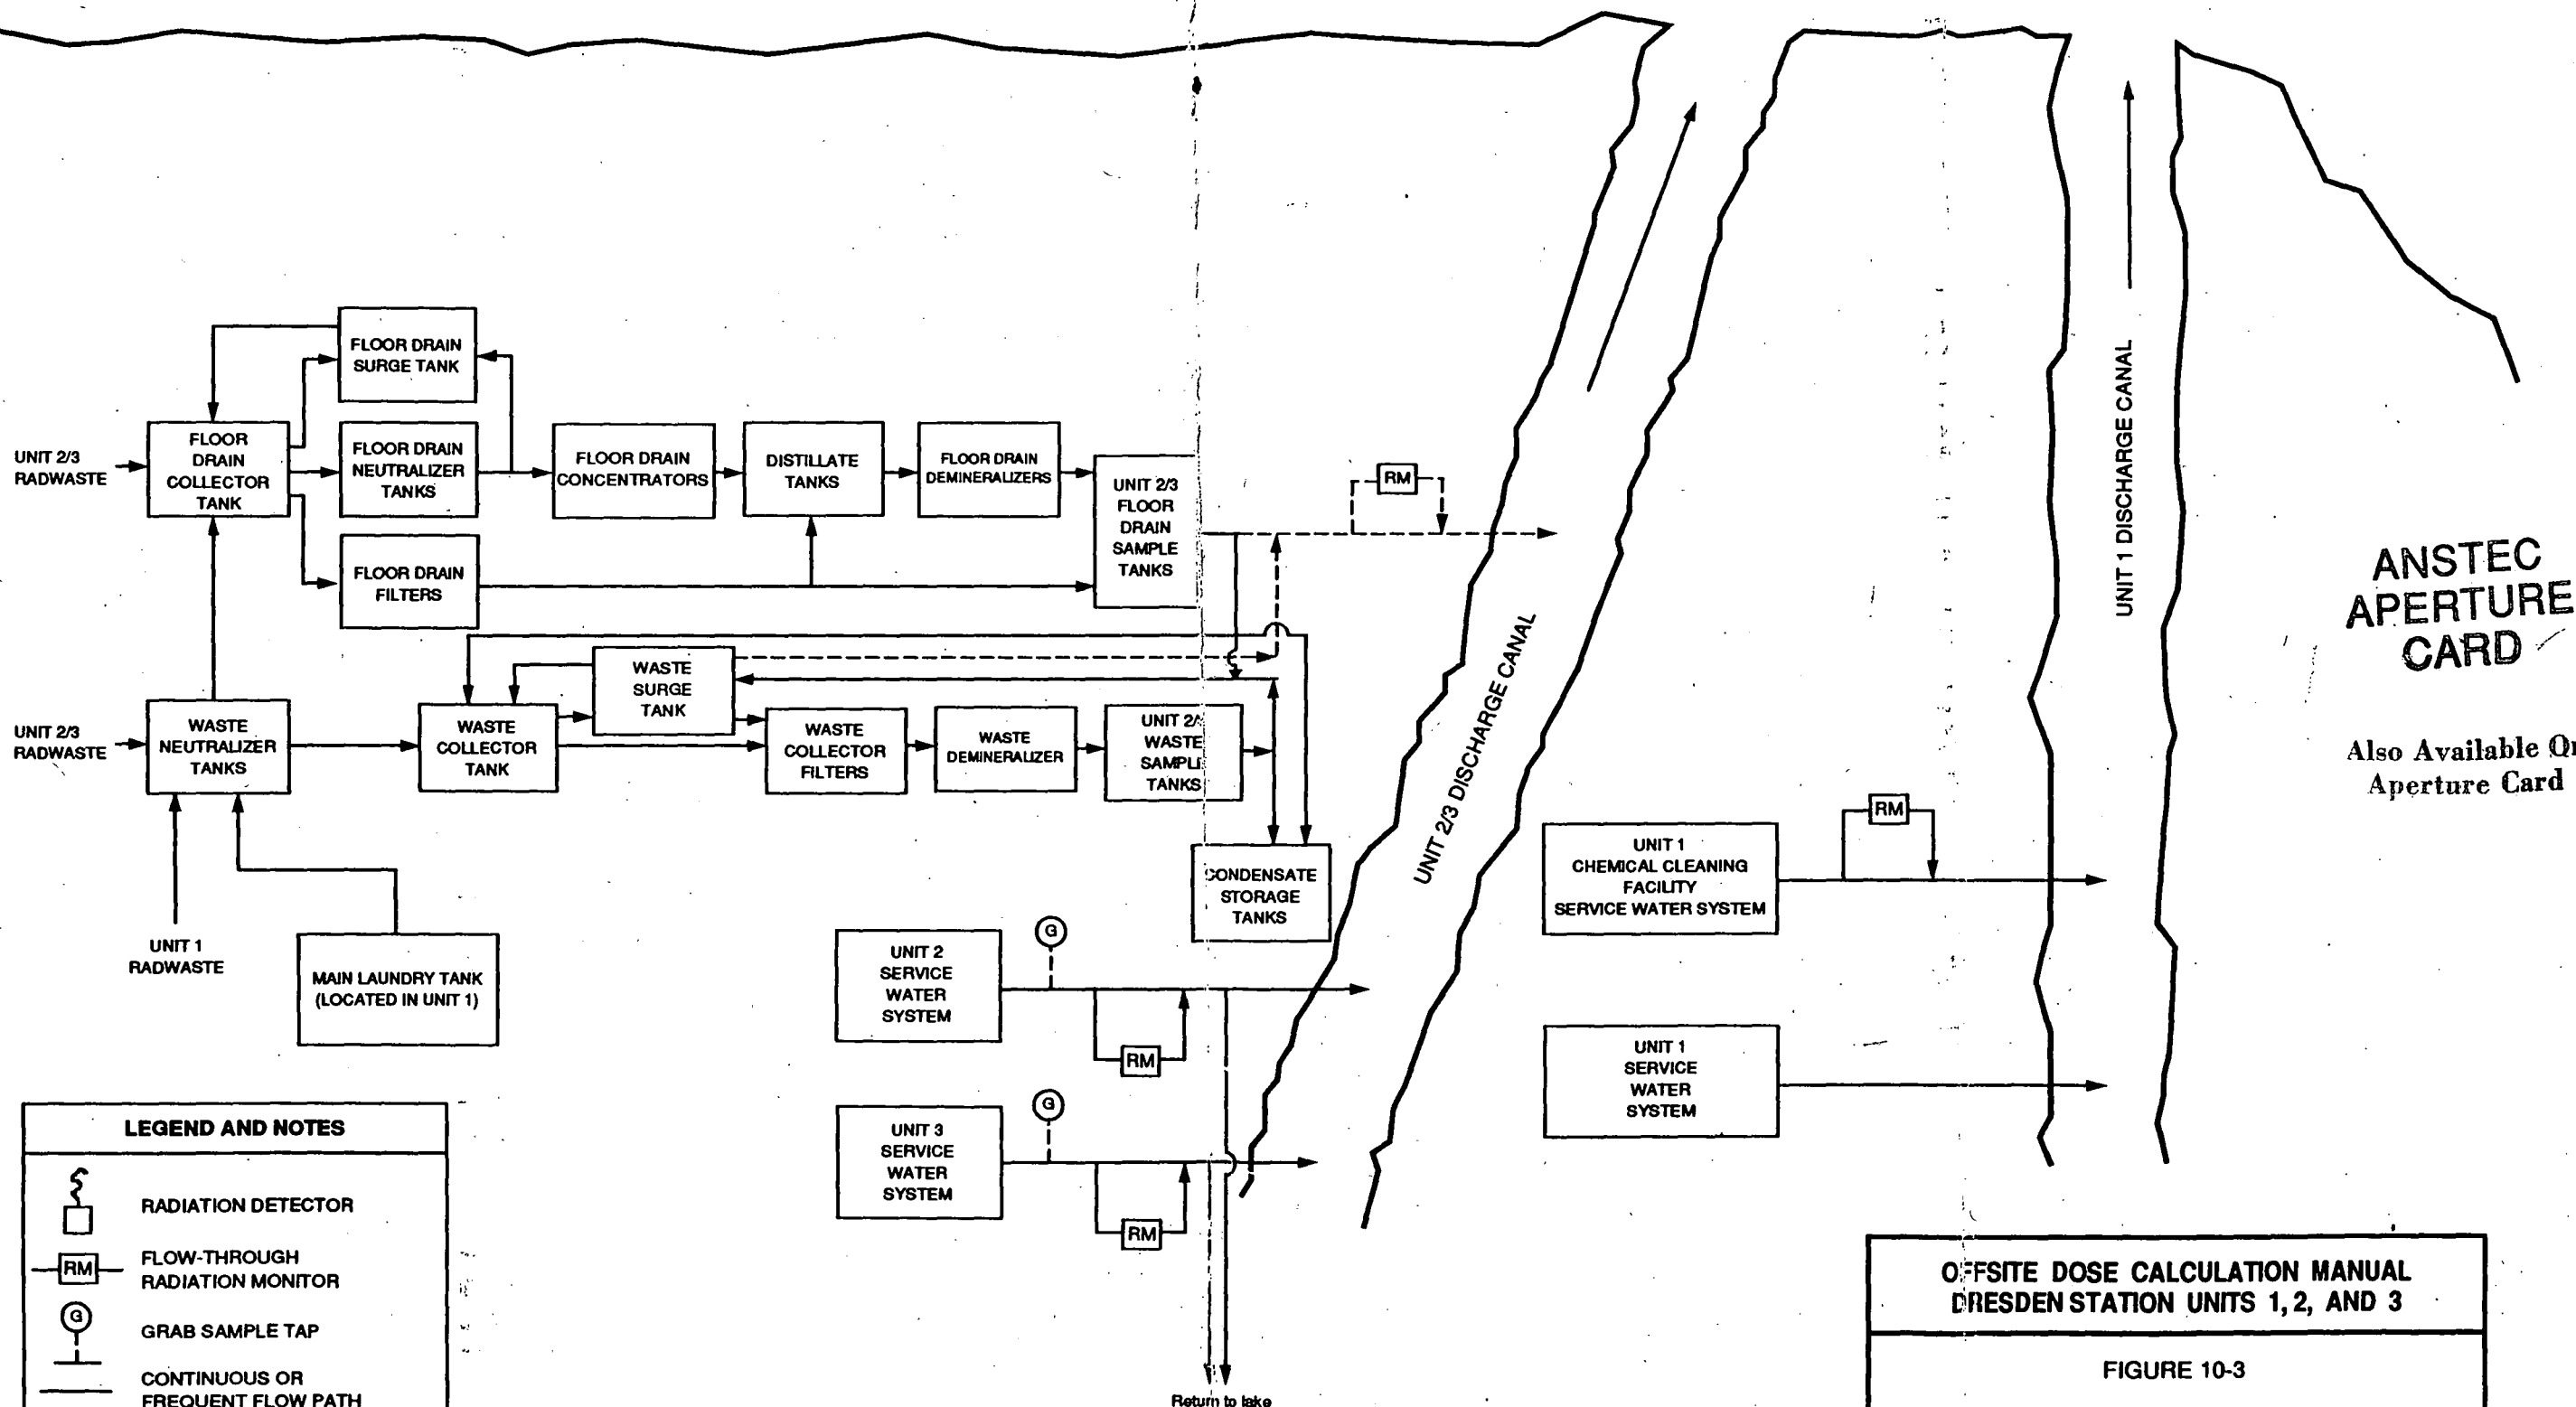 FLOOR DRAIN
SURGE TANK
UNIT 2/3
RADWASTE
FLOOR
DRAIN
COLLECTOR
TANK
FLOOR DRAIN
NEUTRALIZER
TANKS
FLOOR DRAIN
CONCENTRATORS
DISTILLATE
TANKS
FLOOR DRAIN
DEMINERALIZERS
UNIT 2/3
FLOOR
DRAIN
SAMPLE
TANKS
RM
FLOOR DRAIN
FILTERS
UNIT 2/3
RADWASTE
WASTE
NEUTRALIZER
TANKS
WASTE
COLLECTOR
TANK
WASTE
SURGE
TANK
WASTE
COLLECTOR
FILTERS
WASTE
DEMINERALIZER
UNIT 2/
WASTE
SAMPL
TANKS
CONDENSATE
STORAGE
TANKS
UNIT 1
RADWASTE
MAIN LAUNDRY TANK
(LOCATED IN UNIT 1)
UNIT 2
SERVICE
WATER
SYSTEM
G
RM
UNIT 3
SERVICE
WATER
SYSTEM
G
RM
Return to lake
UNIT 2/3 DISCHARGE CANAL
UNIT 1 DISCHARGE CANAL
UNIT 1
CHEMICAL CLEANING
FACILITY
SERVICE WATER SYSTEM
RM
UNIT 1
SERVICE
WATER
SYSTEM
ANSTEC
APERTURE
CARD
Also Available On
Aperture Card
LEGEND AND NOTES
RADIATION DETECTOR
RM
FLOW-THROUGH
RADIATION MONITOR
G
GRAB SAMPLE TAP
CONTINUOUS OR
FREQUENT FLOW PATH
OFFSITE DOSE CALCULATION MANUAL
DRESDEN STATION UNITS 1, 2, AND 3
FIGURE 10-3